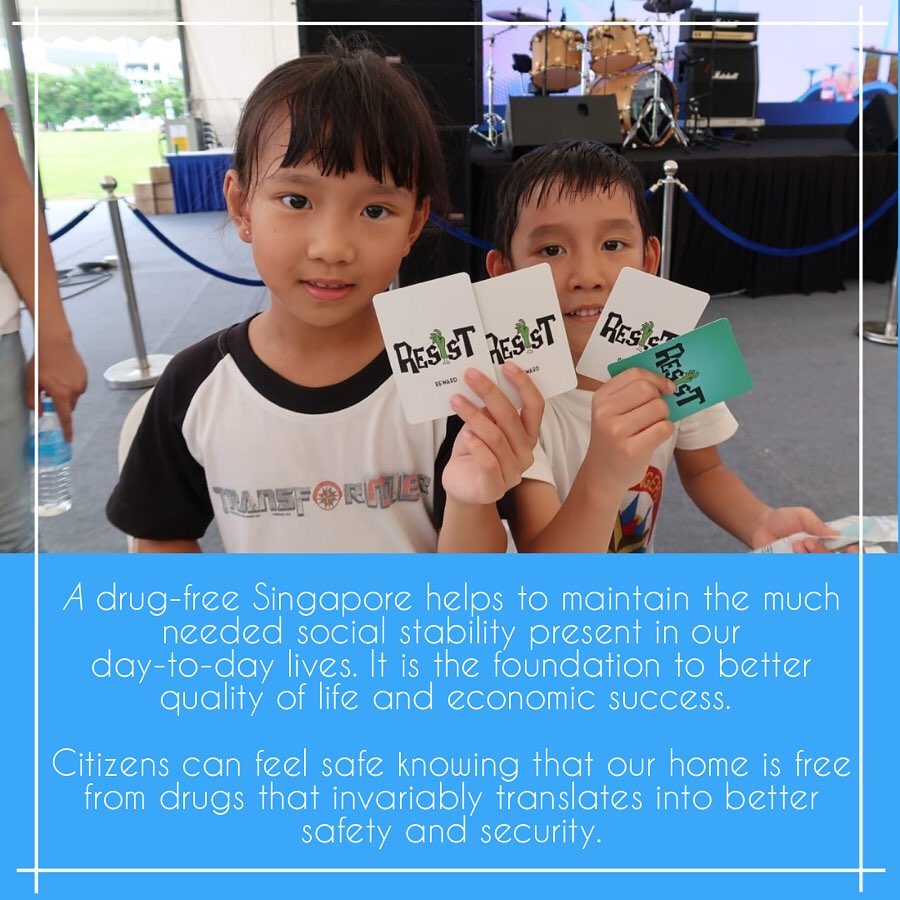 Marshall
RESIST
REWARD
RESIST
REWARD
RESIST
RESIST
TRANSFORMERS
A drug-free Singapore helps to maintain the much
needed social stability present in our
day-to-day lives. It is the foundation to better
quality of life and economic success.
Citizens can feel safe knowing that our home is free
from drugs that invariably translates into better
safety and security.